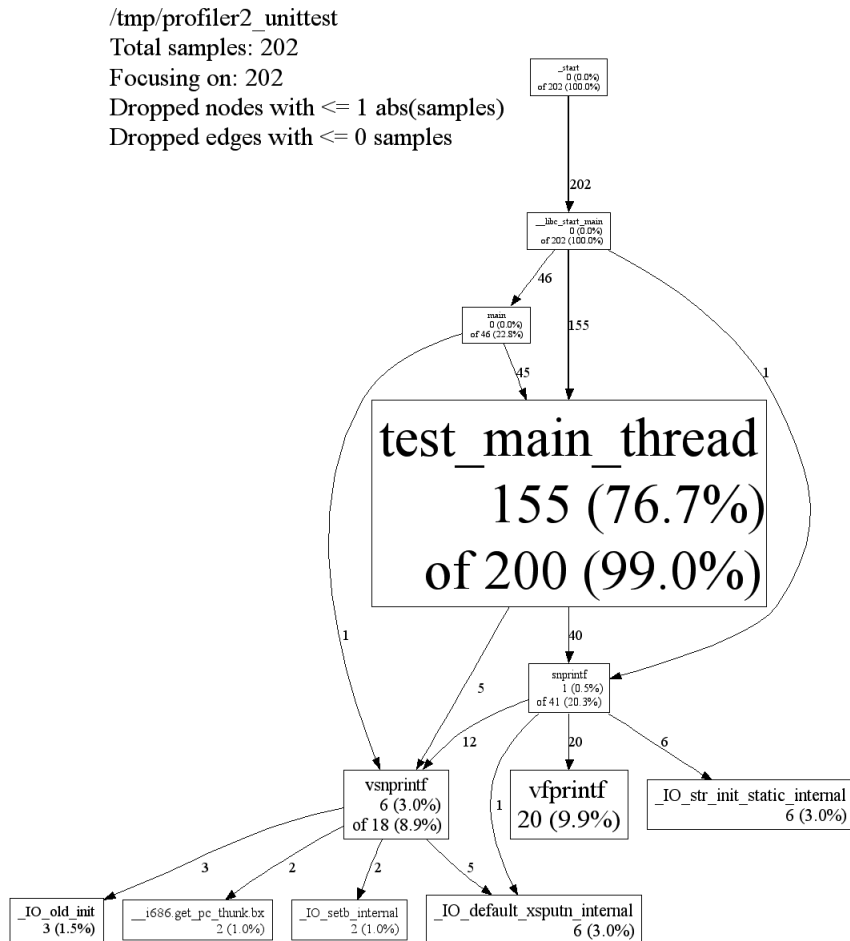 /tmp/profiler2_unittest
Total samples: 202
Focusing on: 202
Dropped nodes with <= 1 abs(samples)
Dropped edges with <= 0 samples
_start
0 (0.0%)
of 202 (100.0%)
202
__libc_start_main
0 (0.0%)
of 202 (100.0%)
46
155
1
main
0 (0.0%)
of 46 (22.8%)
45
test_main_thread
155 (76.7%)
of 200 (99.0%)
1
5
40
snprintf
1 (0.5%)
of 41 (20.3%)
12
1
20
6
vsnprintf
6 (3.0%)
of 18 (8.9%)
vfprintf
20 (9.9%)
_IO_str_init_static_internal
6 (3.0%)
3
2
2
5
_IO_old_init
3 (1.5%)
__i686.get_pc_thunk.bx
2 (1.0%)
_IO_setb_internal
2 (1.0%)
_IO_default_xsputn_internal
6 (3.0%)